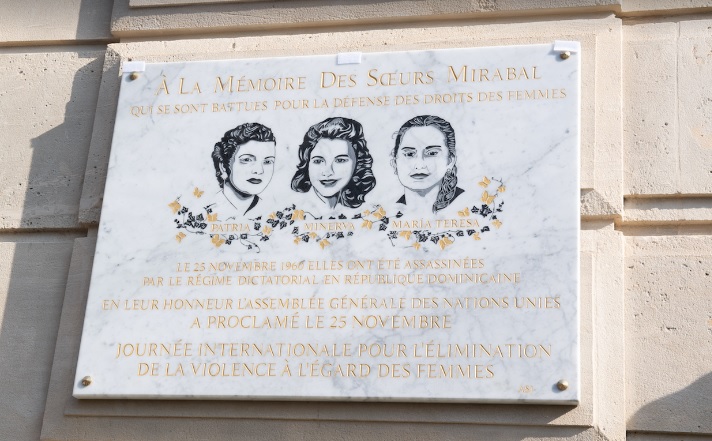 À La Mémoire Des Sœurs Mirabal
QUI SE SONT BATTUES POUR LA DÉFENSE DES DROITS DES FEMMES
PATRIA MINERVA MARÍA TERESA
LE 25 NOVEMBRE 1960 ELLES ONT ÉTÉ ASSASSINÉES
PAR LE RÉGIME DICTATORIAL EN RÉPUBLIQUE DOMINICAINE
EN LEUR HONNEUR L'ASSEMBLÉE GÉNÉRALE DES NATIONS UNIES
A PROCLAMÉ LE 25 NOVEMBRE
JOURNÉE INTERNATIONALE POUR L'ÉLIMINATION
DE LA VIOLENCE À L'ÉGARD DES FEMMES